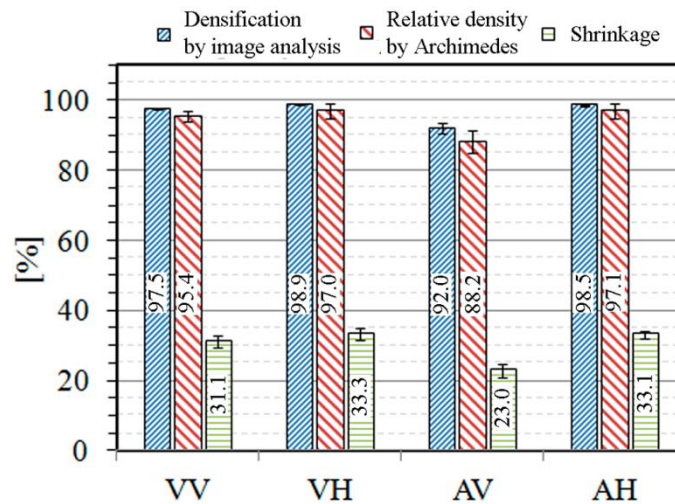 Densification
by image analysis
Relative density
by Archimedes
Shrinkage
[%]
100
80
60
40
20
0
97.5
95.4
31.1
98.9
97.0
33.3
92.0
88.2
23.0
98.5
97.1
33.1
VV
VH
AV
AH